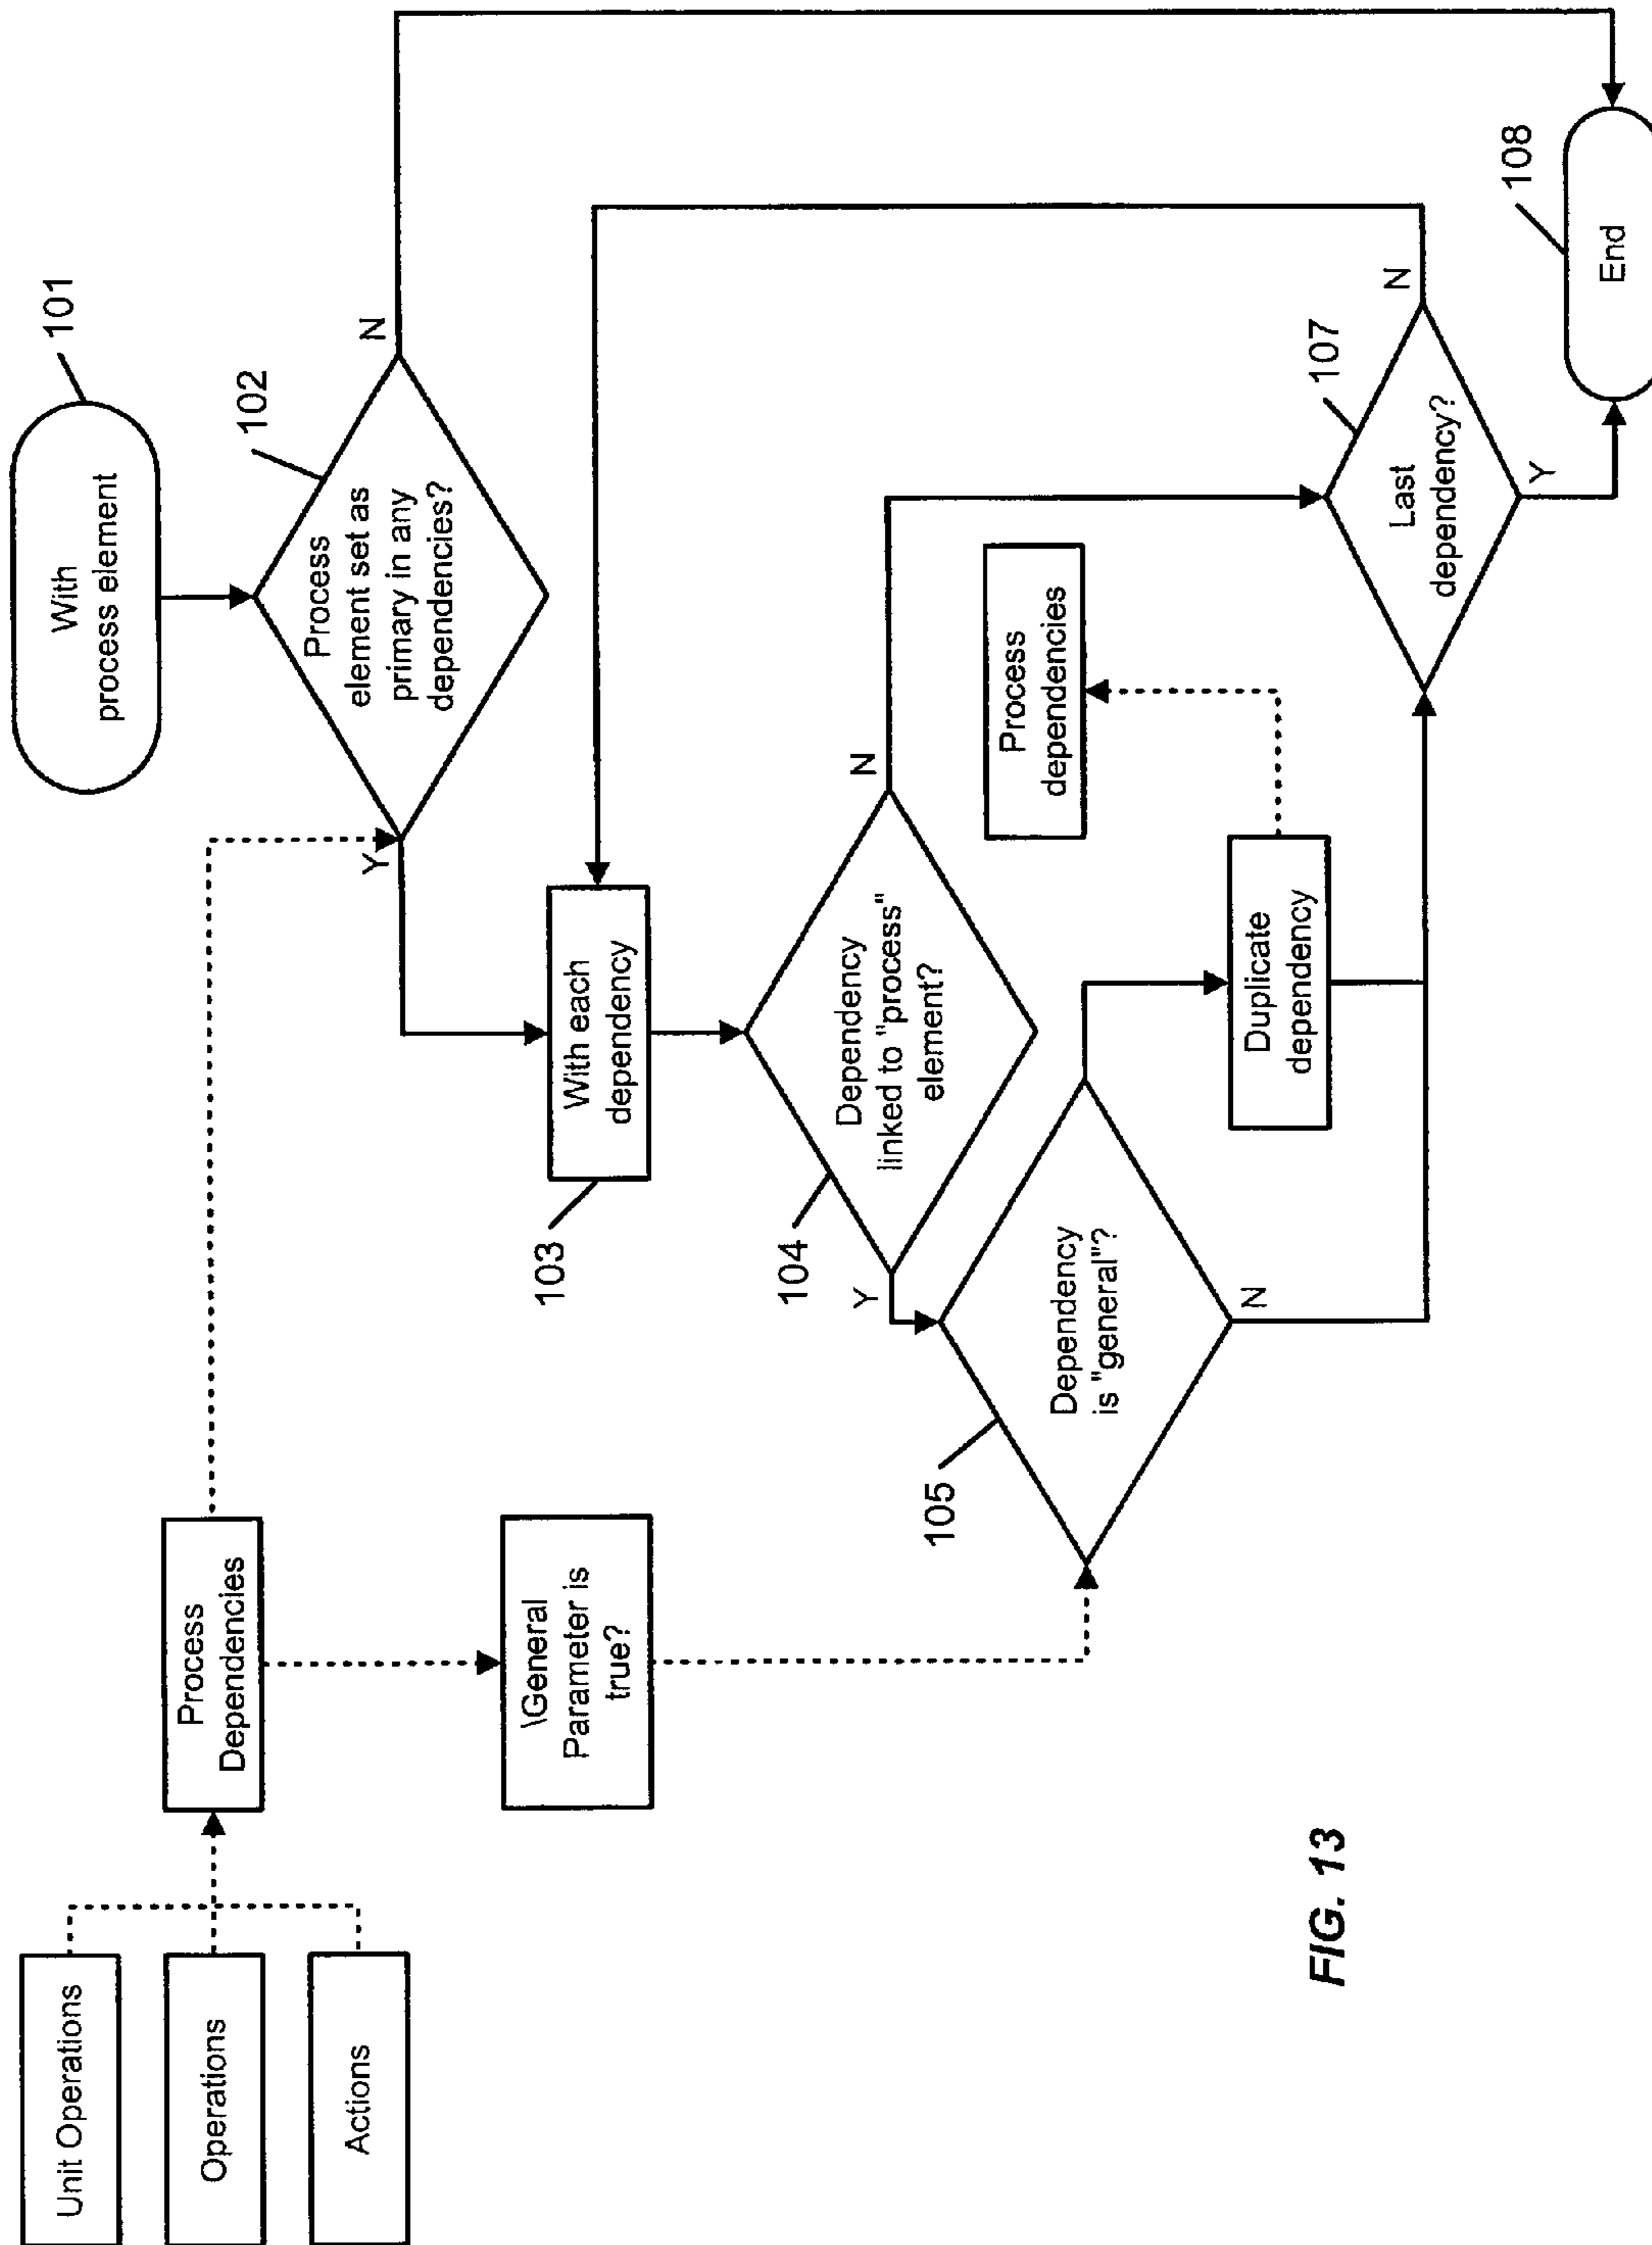 With
process element
101
Process
element set as
primary in any
dependencies?
102
N
Y
With each
dependency
103
Dependency
linked to "process"
element?
104
N
Y
Dependency
is "general"?
105
N
Duplicate
dependency
Process
dependencies
Last
dependency?
107
N
Y
End
108
Unit Operations
Operations
Actions
Process
Dependencies
\General
Parameter is
true?
FIG. 13